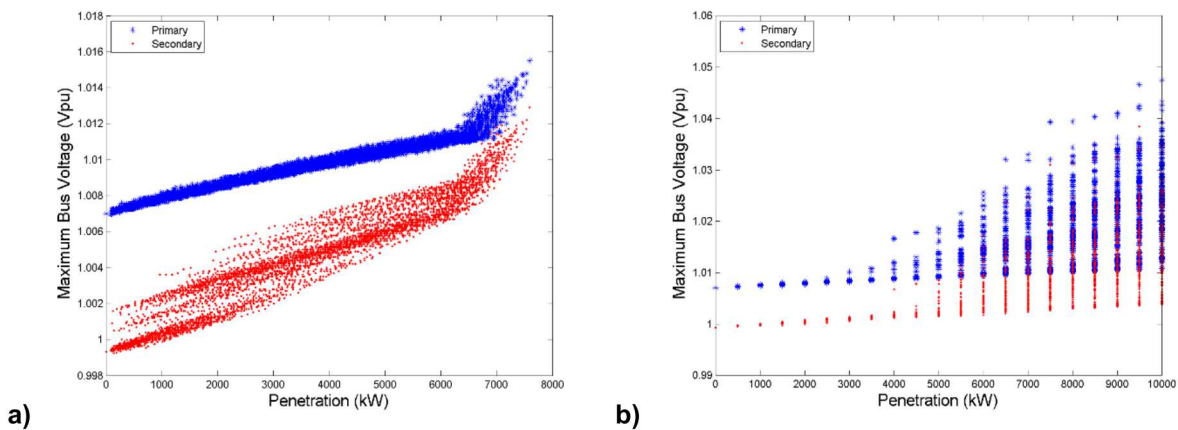 1.018
1.016
1.014
1.012
1.01
1.008
1.006
1.004
1.002
1
0.998
Maximum Bus Voltage (Vpu)
Primary
Secondary
0 1000 2000 3000 4000 5000 6000 7000 8000
Penetration (kW)
a)
1.06
1.05
1.04
1.03
1.02
1.01
1
0.99
Maximum Bus Voltage (Vpu)
Primary
Secondary
0 1000 2000 3000 4000 5000 6000 7000 8000 9000 10000
Penetration (kW)
b)